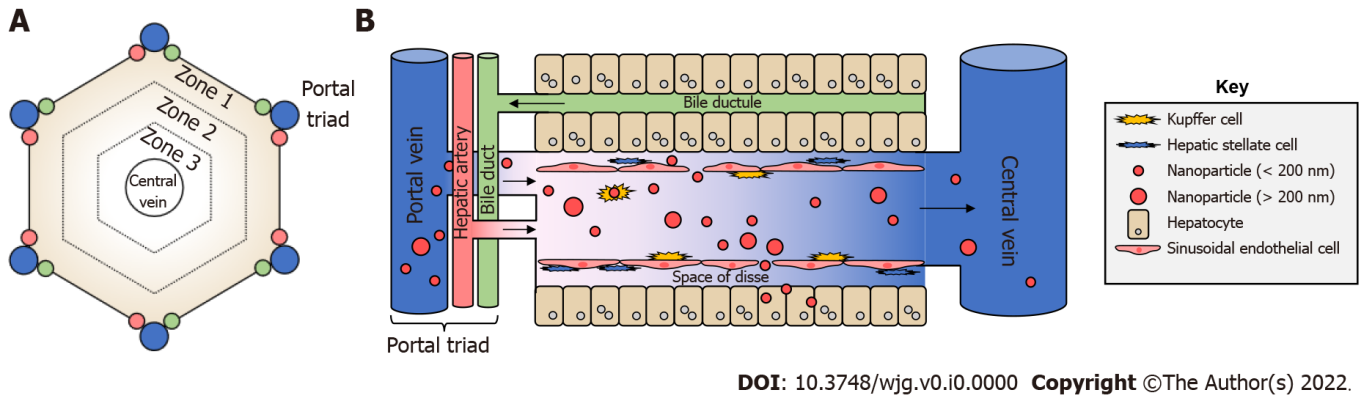 A
Zone 1
Zone 2
Zone 3
Central
vein
Portal
triad
B
Portal vein
Hepatic artery
Bile duct
Bile ductule
Space of disse
Central vein
Portal triad
Key
Kupffer cell
Hepatic stellate cell
Nanoparticle (< 200 nm)
Nanoparticle (> 200 nm)
Hepatocyte
Sinusoidal endothelial cell
DOI: 10.3748/wjg.v0.i0.0000 Copyright ©The Author(s) 2022.